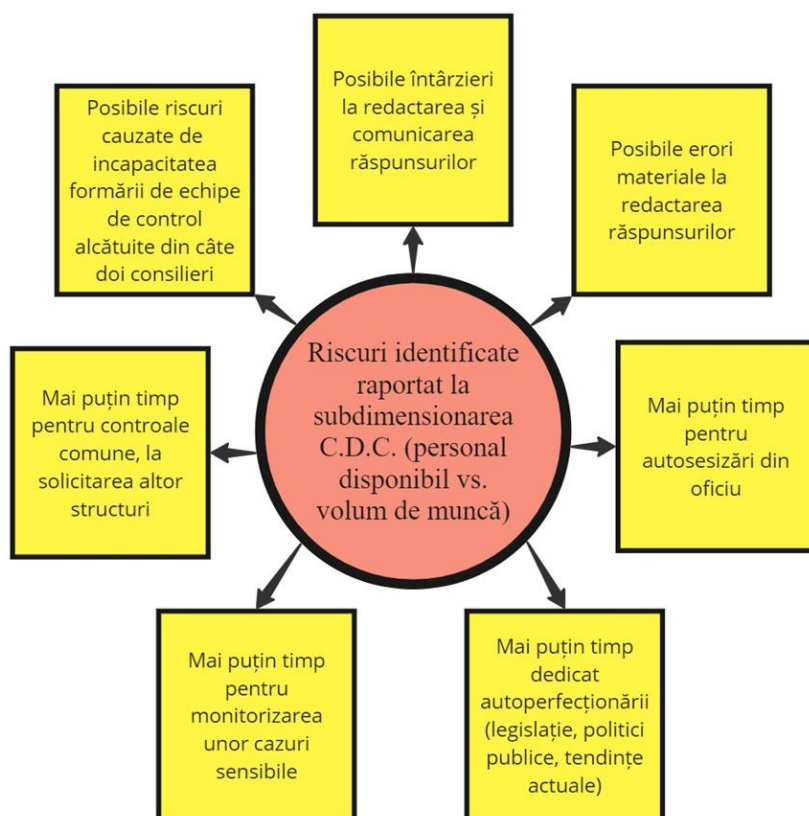 Posibile întârzieri
la redactarea și
comunicarea
răspunsurilor
Posibile riscuri
cauzate de
incapacitatea
formării de echipe
de control
alcătuite din câte
doi consilieri
Posibile erori
materiale la
redactarea
răspunsurilor
Riscuri identificate
raportat la
subdimensionarea
C.D.C. (personal
disponibil vs.
volum de muncă)
Mai puțin timp
pentru controale
comune, la
solicitarea altor
structuri
Mai puțin timp
pentru
autosesizări din
oficiu
Mai puțin timp
pentru
monitorizarea
unor cazuri
sensibile
Mai puțin timp
dedicat
autoperfecționării
(legislație, politici
publice, tendințe
actuale)